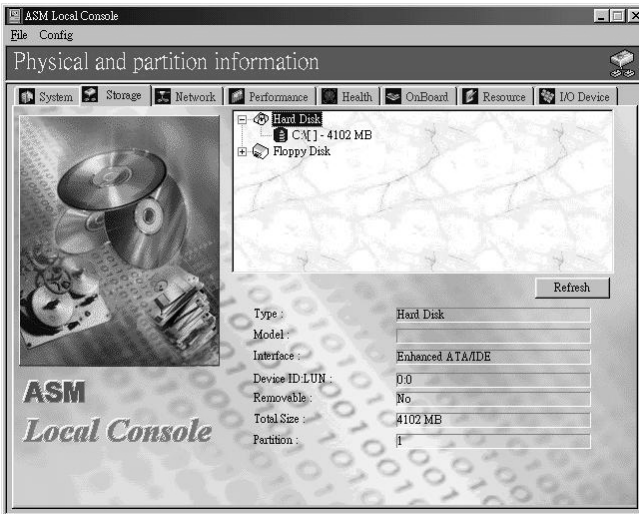 ASM Local Console
File Config
Physical and partition information
System Storage Network Performance Health OnBoard Resource I/O Device
Hard Disk
C:\[ ] - 4102 MB
Floppy Disk
Refresh
Type : Hard Disk
Model :
Interface : Enhanced ATA/IDE
Device ID:LUN : 0:0
Removable : No
Total Size : 4102 MB
Partition : 1
ASM
Local Console